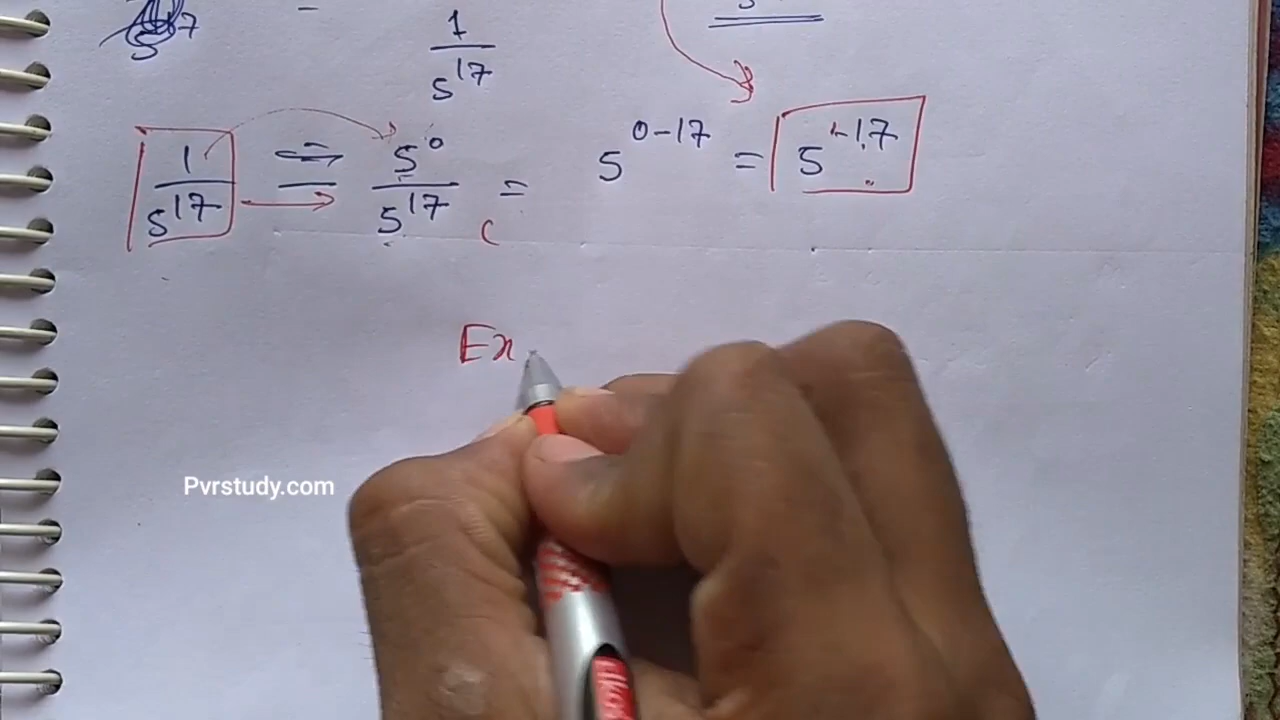 1/5^17
1/5^17 = 5^0/5^17 = 5^(0-17) = 5^-17
Ex
Pvrstudy.com